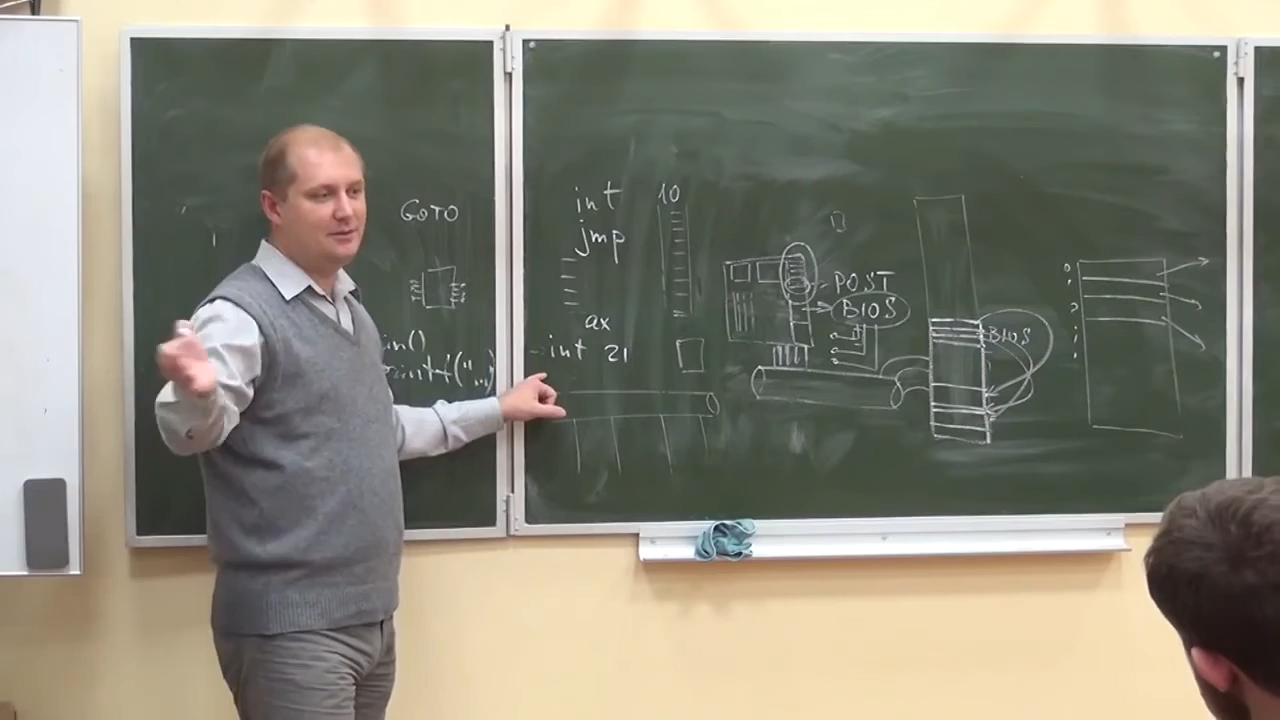 GOTO
int 10
jmp
ax
int 21
POST
BIOS
BIOS